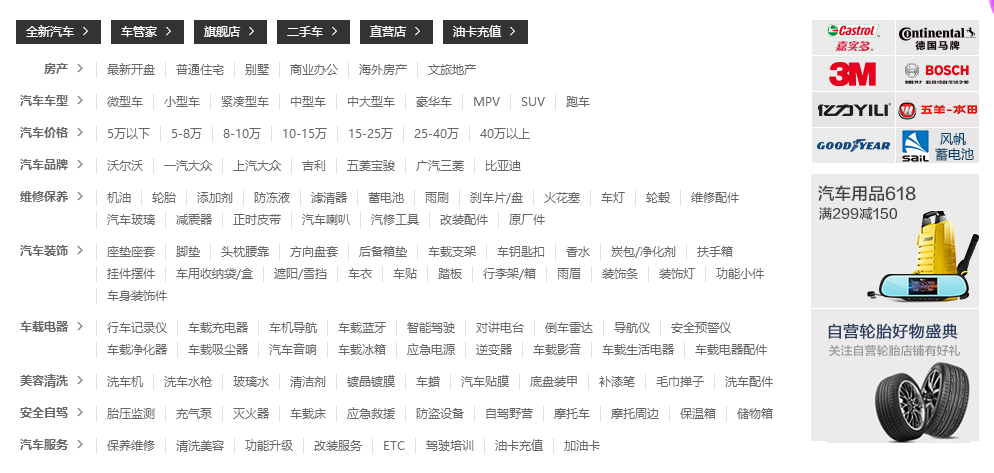 全新汽车 车管家 旗舰店 二手车 直营店 油卡充值
房产 最新开盘 普通住宅 别墅 商业办公 海外房产 文旅地产
汽车车型 微型车 小型车 紧凑型车 中型车 中大型车 豪华车 MPV SUV 跑车
汽车价格 5万以下 5-8万 8-10万 10-15万 15-25万 25-40万 40万以上
汽车品牌 沃尔沃 一汽大众 上汽大众 吉利 五菱宝骏 广汽三菱 比亚迪
维修保养 机油 轮胎 添加剂 防冻液 滤清器 蓄电池 雨刷 刹车片/盘 火花塞 车灯 轮毂 维修配件
汽车玻璃 减震器 正时皮带 汽车喇叭 汽修工具 改装配件 原厂件
汽车装饰 座垫座套 脚垫 头枕腰靠 方向盘套 后备箱垫 车载支架 车钥匙扣 香水 炭包/净化剂 扶手箱
挂件摆件 车用收纳袋/盒 遮阳/雪挡 车衣 车贴 踏板 行李架/箱 雨眉 装饰条 装饰灯 功能小件
车身装饰件
车载电器 行车记录仪 车载充电器 车机导航 车载蓝牙 智能驾驶 对讲电台 倒车雷达 导航仪 安全预警仪
车载净化器 车载吸尘器 汽车音响 车载冰箱 应急电源 逆变器 车载影音 车载生活电器 车载电器配件
美容清洗 洗车机 洗车水枪 玻璃水 清洁剂 镀晶镀膜 车蜡 汽车贴膜 底盘装甲 补漆笔 毛巾掸子 洗车配件
安全自驾 胎压监测 充气泵 灭火器 车载床 应急救援 防盗设备 自驾野营 摩托车 摩托周边 保温箱 储物箱
汽车服务 保养维修 清洗美容 功能升级 改装服务 ETC 驾驶培训 油卡充值 加油卡
Castrol
嘉实多
Continental
德国马牌
3M
BOSCH
亿力YILI
五羊-本田
GOODYEAR
SAIL
风帆
蓄电池
汽车用品618
满299减150
自营轮胎好物盛典
关注自营轮胎店铺有好礼